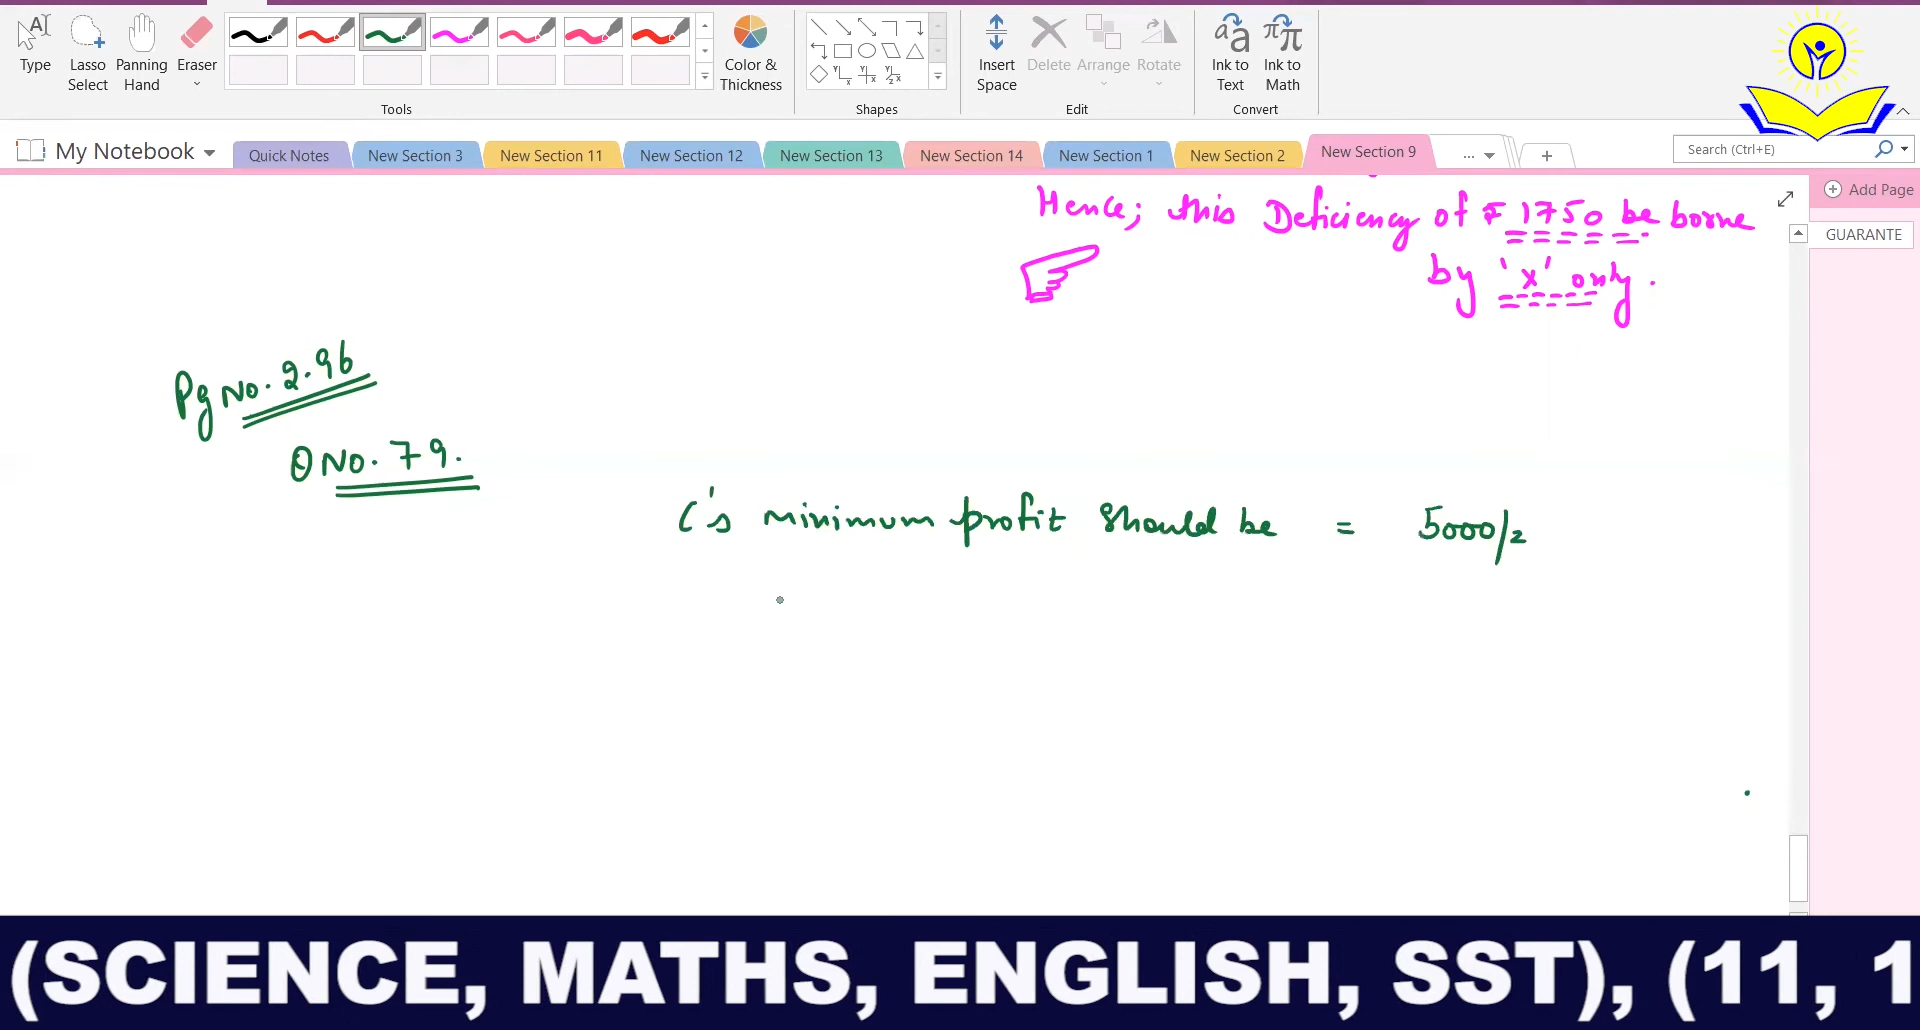 Type
Lasso Select
Panning Hand
Eraser
Color & Thickness
Insert Space
Delete
Arrange
Rotate
Ink to Text
Ink to Math
Tools
Shapes
Edit
Convert
My Notebook
Quick Notes
New Section 3
New Section 11
New Section 12
New Section 13
New Section 14
New Section 1
New Section 2
New Section 9
...
Search (Ctrl+E)
Add Page
GUARANTE
Hence; this Deficiency of ₹ 1750 be borne
by 'X' only.
Pg No. 2.96
Q No. 79.
C's minimum profit should be = 5000/=
(SCIENCE, MATHS, ENGLISH, SST), (11, 1